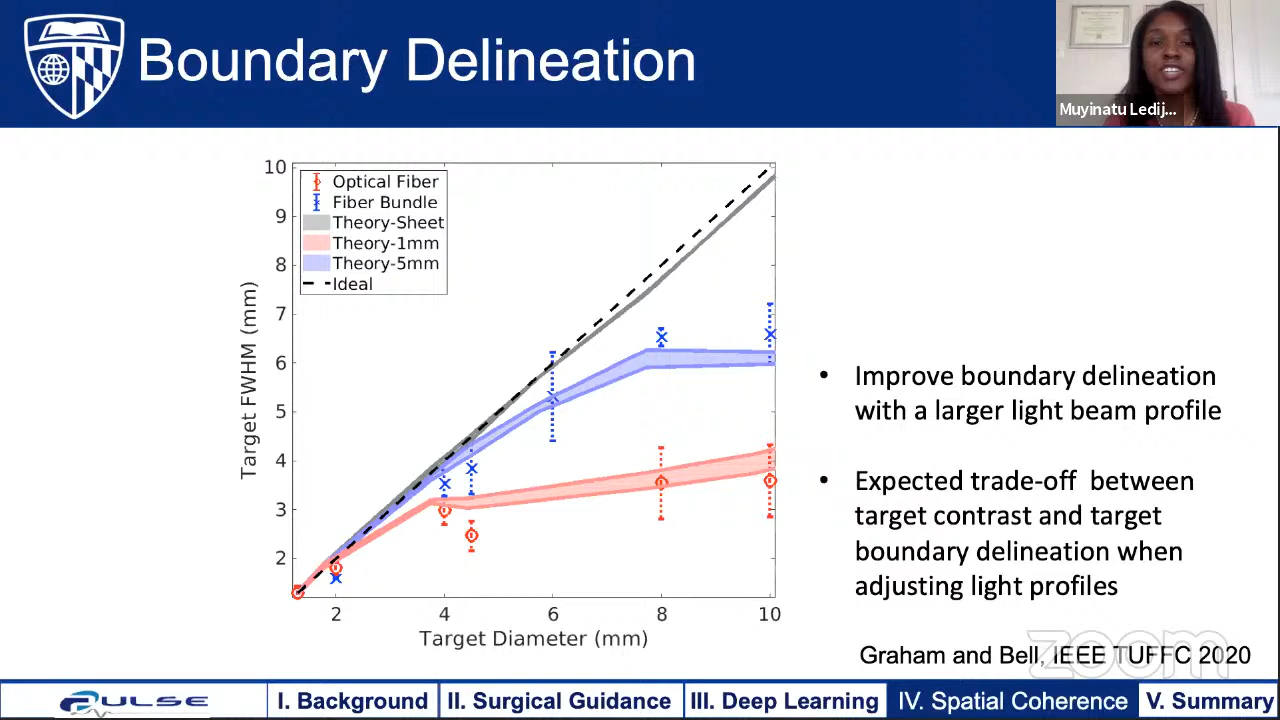 Boundary Delineation
Muyinatu Ledij...
10
9
8
7
6
5
4
3
2
Target FWHM (mm)
Optical Fiber
Fiber Bundle
Theory-Sheet
Theory-1mm
Theory-5mm
Ideal
2 4 6 8 10
Target Diameter (mm)
• Improve boundary delineation
with a larger light beam profile
• Expected trade-off between
target contrast and target
boundary delineation when
adjusting light profiles
zoom
Graham and Bell, IEEE TUFFC 2020
PULSE
I. Background
II. Surgical Guidance
III. Deep Learning
IV. Spatial Coherence
V. Summary